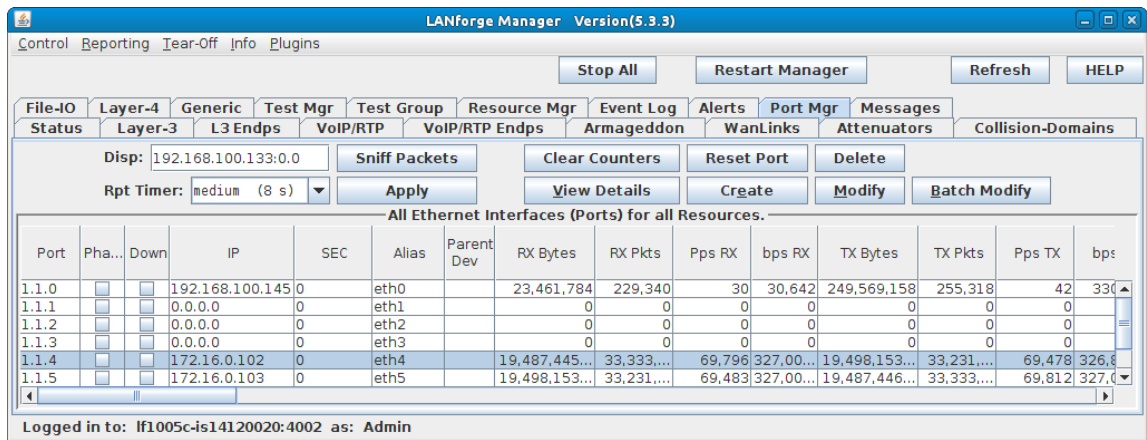 LANforge Manager Version(5.3.3)
Control Reporting Tear-Off Info Plugins
Stop All Restart Manager Refresh HELP
File-IO Layer-4 Generic Test Mgr Test Group Resource Mgr Event Log Alerts Port Mgr Messages
Status Layer-3 L3 Endps VoIP/RTP VoIP/RTP Endps Armageddon WanLinks Attenuators Collision-Domains
Disp: 192.168.100.133:0.0 Sniff Packets Clear Counters Reset Port Delete
Rpt Timer: medium (8 s) Apply View Details Create Modify Batch Modify
All Ethernet Interfaces (Ports) for all Resources.
Port Pha... Down IP SEC Alias Parent Dev RX Bytes RX Pkts Pps RX bps RX TX Bytes TX Pkts Pps TX bps
1.1.0 192.168.100.145 0 eth0 23,461,784 229,340 30 30,642 249,569,158 255,318 42 330
1.1.1 0.0.0.0 0 eth1 0 0 0 0 0 0 0
1.1.2 0.0.0.0 0 eth2 0 0 0 0 0 0 0
1.1.3 0.0.0.0 0 eth3 0 0 0 0 0 0 0
1.1.4 172.16.0.102 0 eth4 19,487,445... 33,333,... 69,796 327,00... 19,498,153... 33,231,... 69,478 326,8
1.1.5 172.16.0.103 0 eth5 19,498,153... 33,231,... 69,483 327,00... 19,487,446... 33,333,... 69,812 327,0
Logged in to: lf1005c-is14120020:4002 as: Admin